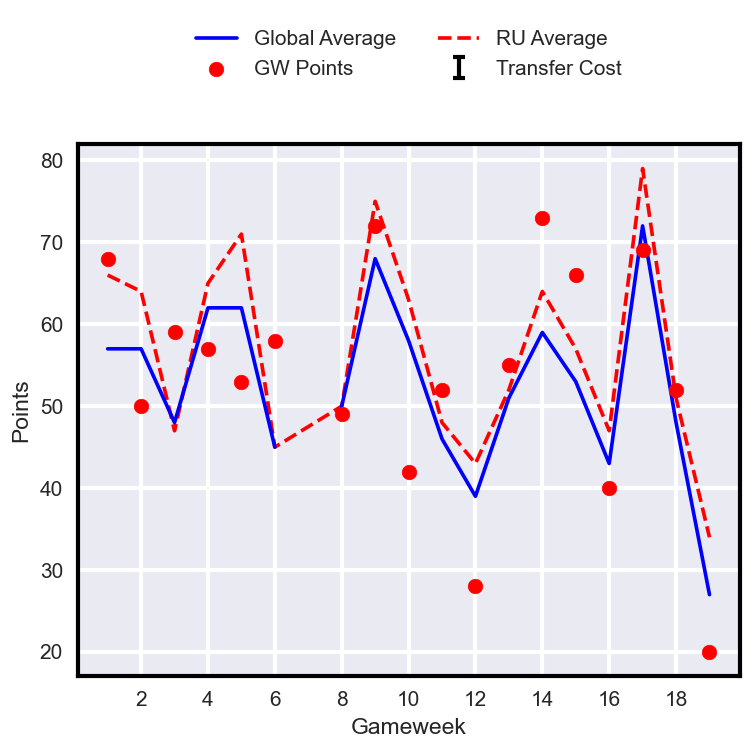 Global Average
RU Average
GW Points
Transfer Cost
80
70
60
50
40
30
20
Points
2 4 6 8 10 12 14 16 18
Gameweek